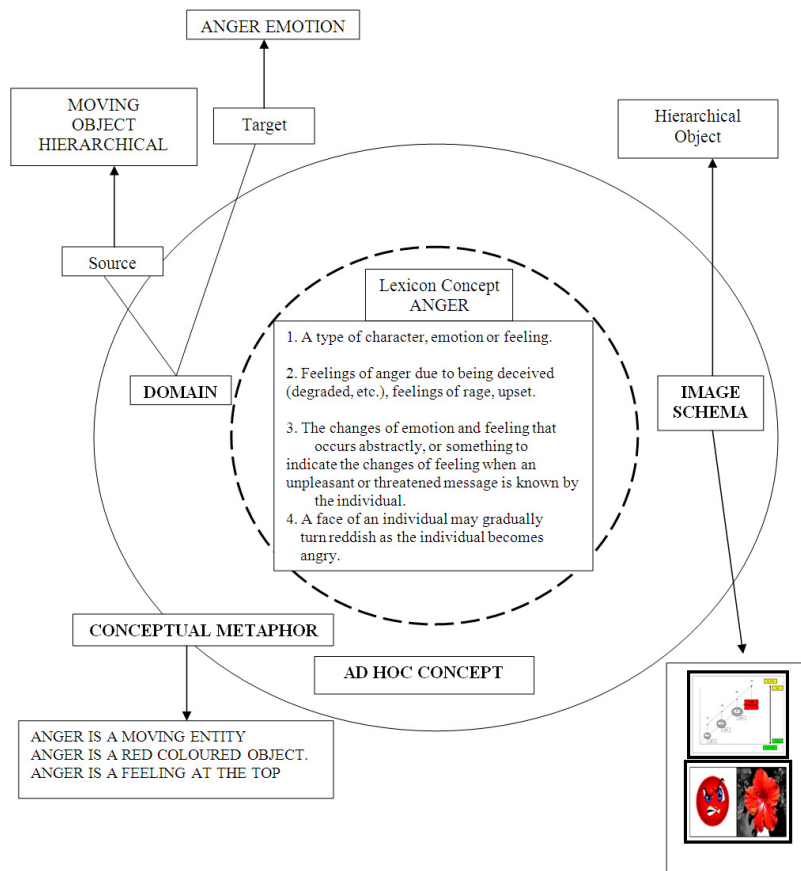 ANGER EMOTION
MOVING
OBJECT
HIERARCHICAL
Target
Hierarchical
Object
Source
Lexicon Concept
ANGER
1. A type of character, emotion or feeling.
2. Feelings of anger due to being deceived
(degraded, etc.), feelings of rage, upset.
3. The changes of emotion and feeling that
occurs abstractly, or something to
indicate the changes of feeling when an
unpleasant or threatened message is known by
the individual.
4. A face of an individual may gradually
turn reddish as the individual becomes
angry.
DOMAIN
IMAGE
SCHEMA
CONCEPTUAL METAPHOR
AD HOC CONCEPT
ANGER IS A MOVING ENTITY
ANGER IS A RED COLOURED OBJECT.
ANGER IS A FEELING AT THE TOP